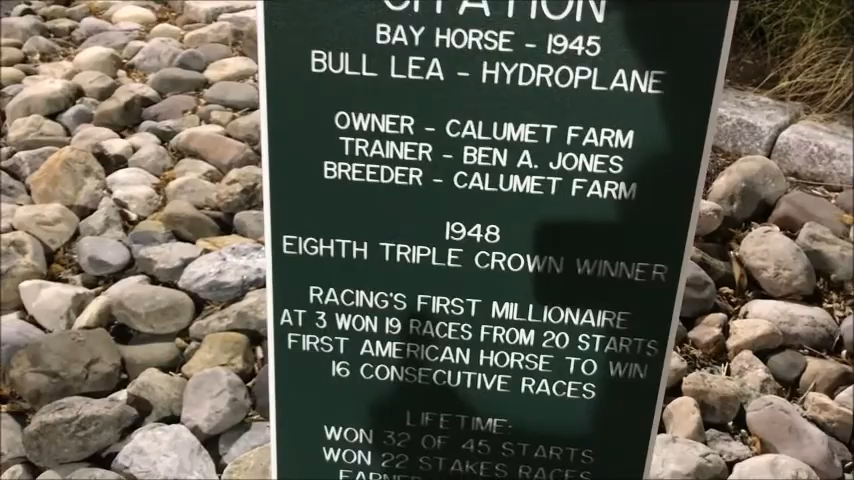 CITATION
BAY HORSE - 1945
BULL LEA - HYDROPLANE
OWNER - CALUMET FARM
TRAINER - BEN A. JONES
BREEDER - CALUMET FARM
1948
EIGHTH TRIPLE CROWN WINNER
RACING'S FIRST MILLIONAIRE
AT 3 WON 19 RACES FROM 20 STARTS
FIRST AMERICAN HORSE TO WIN
16 CONSECUTIVE RACES
LIFETIME:
WON 32 OF 45 STARTS
WON 22 STAKES RACES